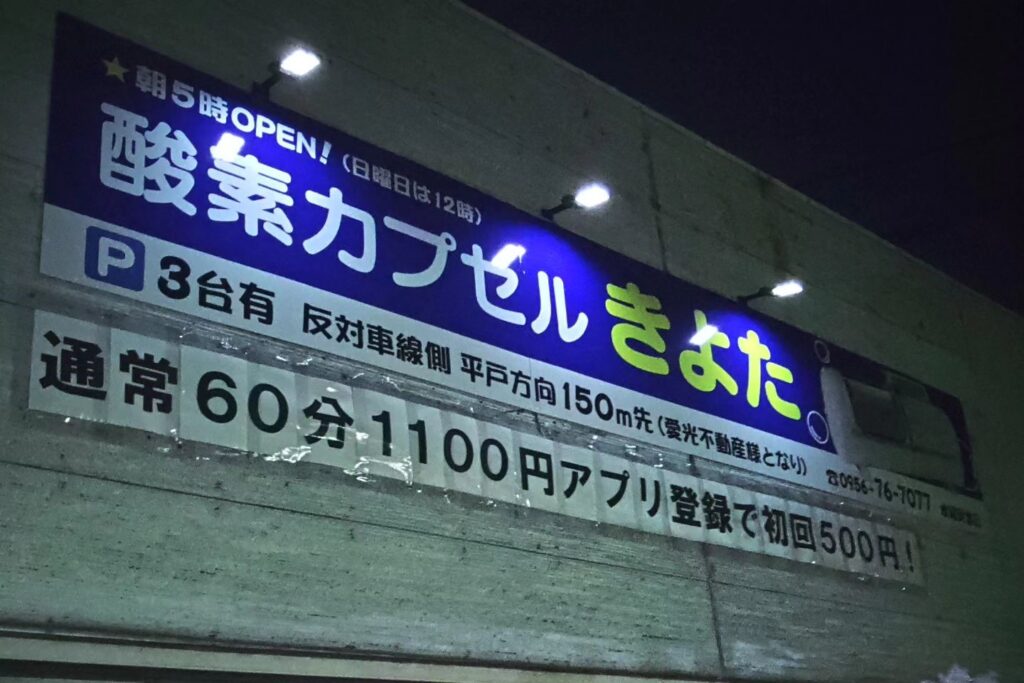 ★朝5時OPEN!(日曜日は12時)
酸素カプセル きよた
P 3台有 反対車線側 平戸方向150m先(愛光不動産様となり)
☎0956-76-7077
通常60分1100円アプリ登録で初回500円!